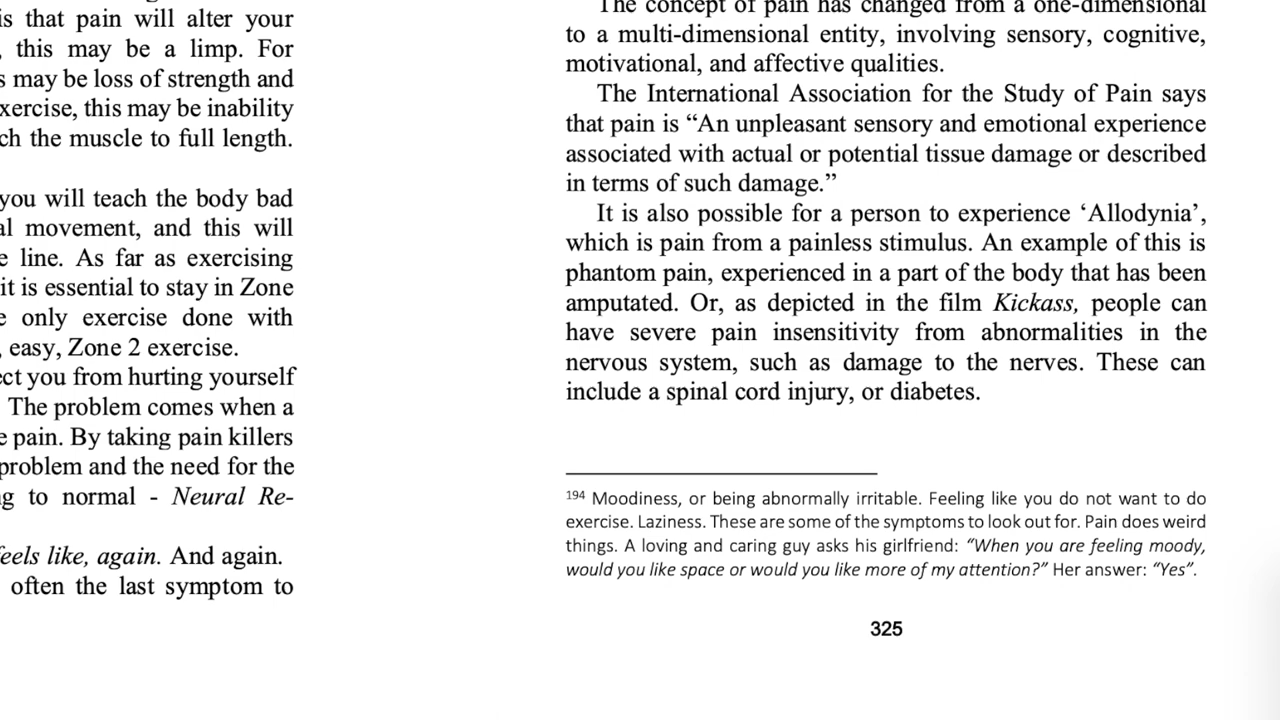 is that pain will alter your
, this may be a limp. For
s may be loss of strength and
xercise, this may be inability
ch the muscle to full length.
you will teach the body bad
al movement, and this will
e line. As far as exercising
it is essential to stay in Zone
e only exercise done with
, easy, Zone 2 exercise.
ect you from hurting yourself
The problem comes when a
e pain. By taking pain killers
problem and the need for the
ng to normal - Neural Re-
feels like, again. And again.
often the last symptom to
The concept of pain has changed from a one-dimensional
to a multi-dimensional entity, involving sensory, cognitive,
motivational, and affective qualities.
The International Association for the Study of Pain says
that pain is “An unpleasant sensory and emotional experience
associated with actual or potential tissue damage or described
in terms of such damage.”
It is also possible for a person to experience ‘Allodynia’,
which is pain from a painless stimulus. An example of this is
phantom pain, experienced in a part of the body that has been
amputated. Or, as depicted in the film Kickass, people can
have severe pain insensitivity from abnormalities in the
nervous system, such as damage to the nerves. These can
include a spinal cord injury, or diabetes.
194 Moodiness, or being abnormally irritable. Feeling like you do not want to do
exercise. Laziness. These are some of the symptoms to look out for. Pain does weird
things. A loving and caring guy asks his girlfriend: “When you are feeling moody,
would you like space or would you like more of my attention?” Her answer: “Yes”.
325